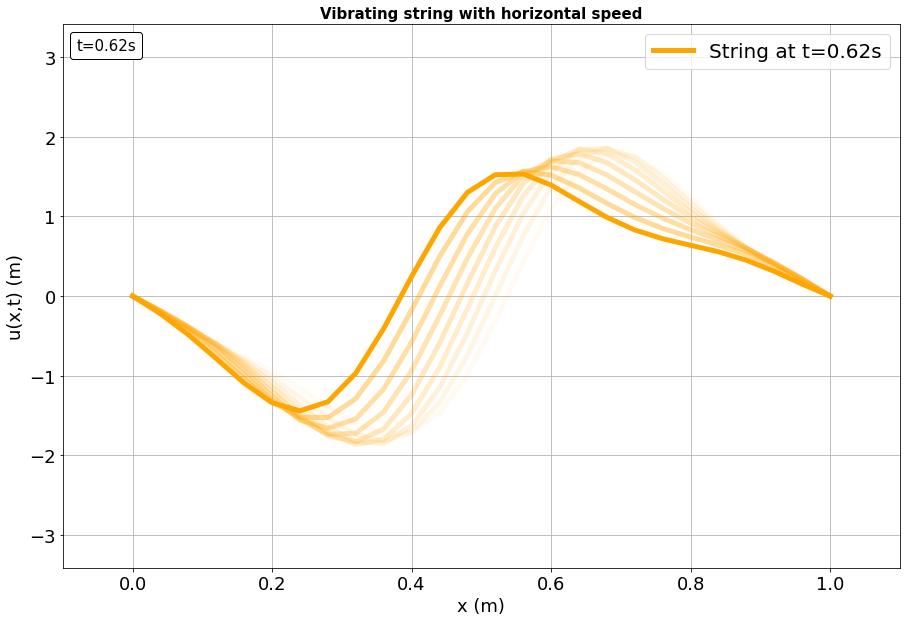 Vibrating string with horizontal speed
t=0.62s
String at t=0.62s
u(x,t) (m)
3
2
1
0
−1
−2
−3
0.0 0.2 0.4 0.6 0.8 1.0
x (m)